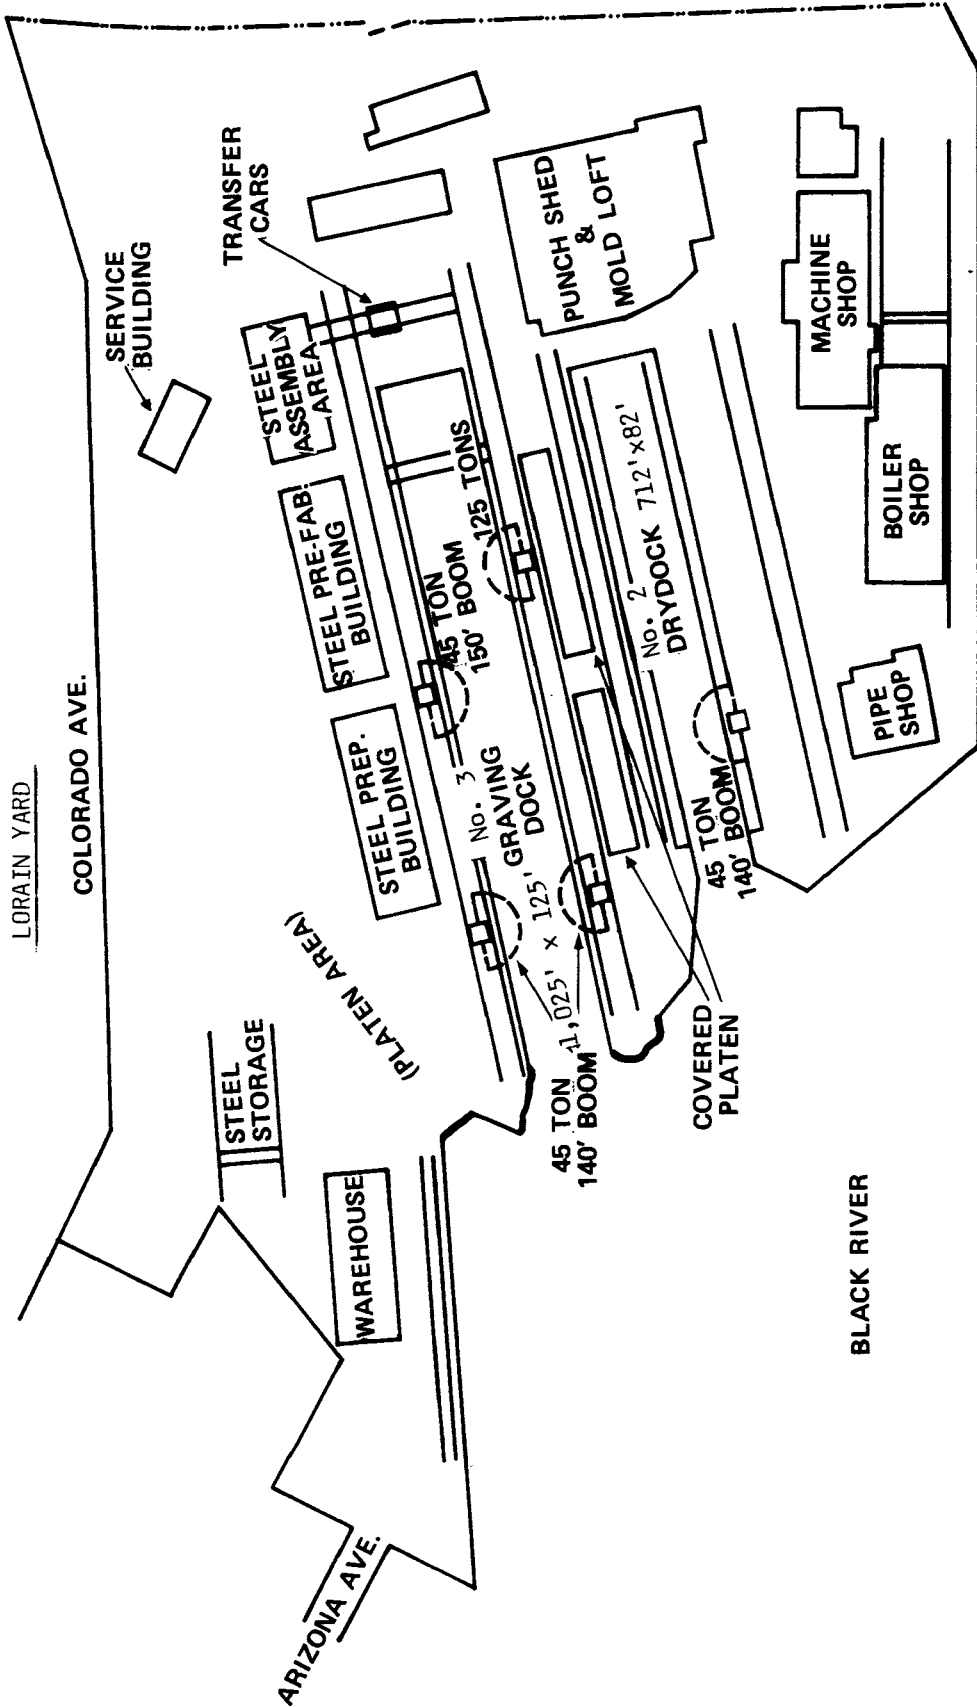 LORAIN YARD
COLORADO AVE.
SERVICE
BUILDING
TRANSFER
CARS
STEEL
ASSEMBLY
AREA
STEEL PRE-FAB.
BUILDING
STEEL PREP.
BUILDING
(PLATEN AREA)
STEEL
STORAGE
WAREHOUSE
ARIZONA AVE.
45 TON
150' BOOM
125 TONS
No. 3
GRAVING
DOCK
1,025' x 125'
45 TON
140' BOOM
PUNCH SHED
&
MOLD LOFT
No. 2
DRYDOCK 712'x82'
45 TON
140' BOOM
COVERED
PLATEN
MACHINE
SHOP
BOILER
SHOP
PIPE
SHOP
BLACK RIVER